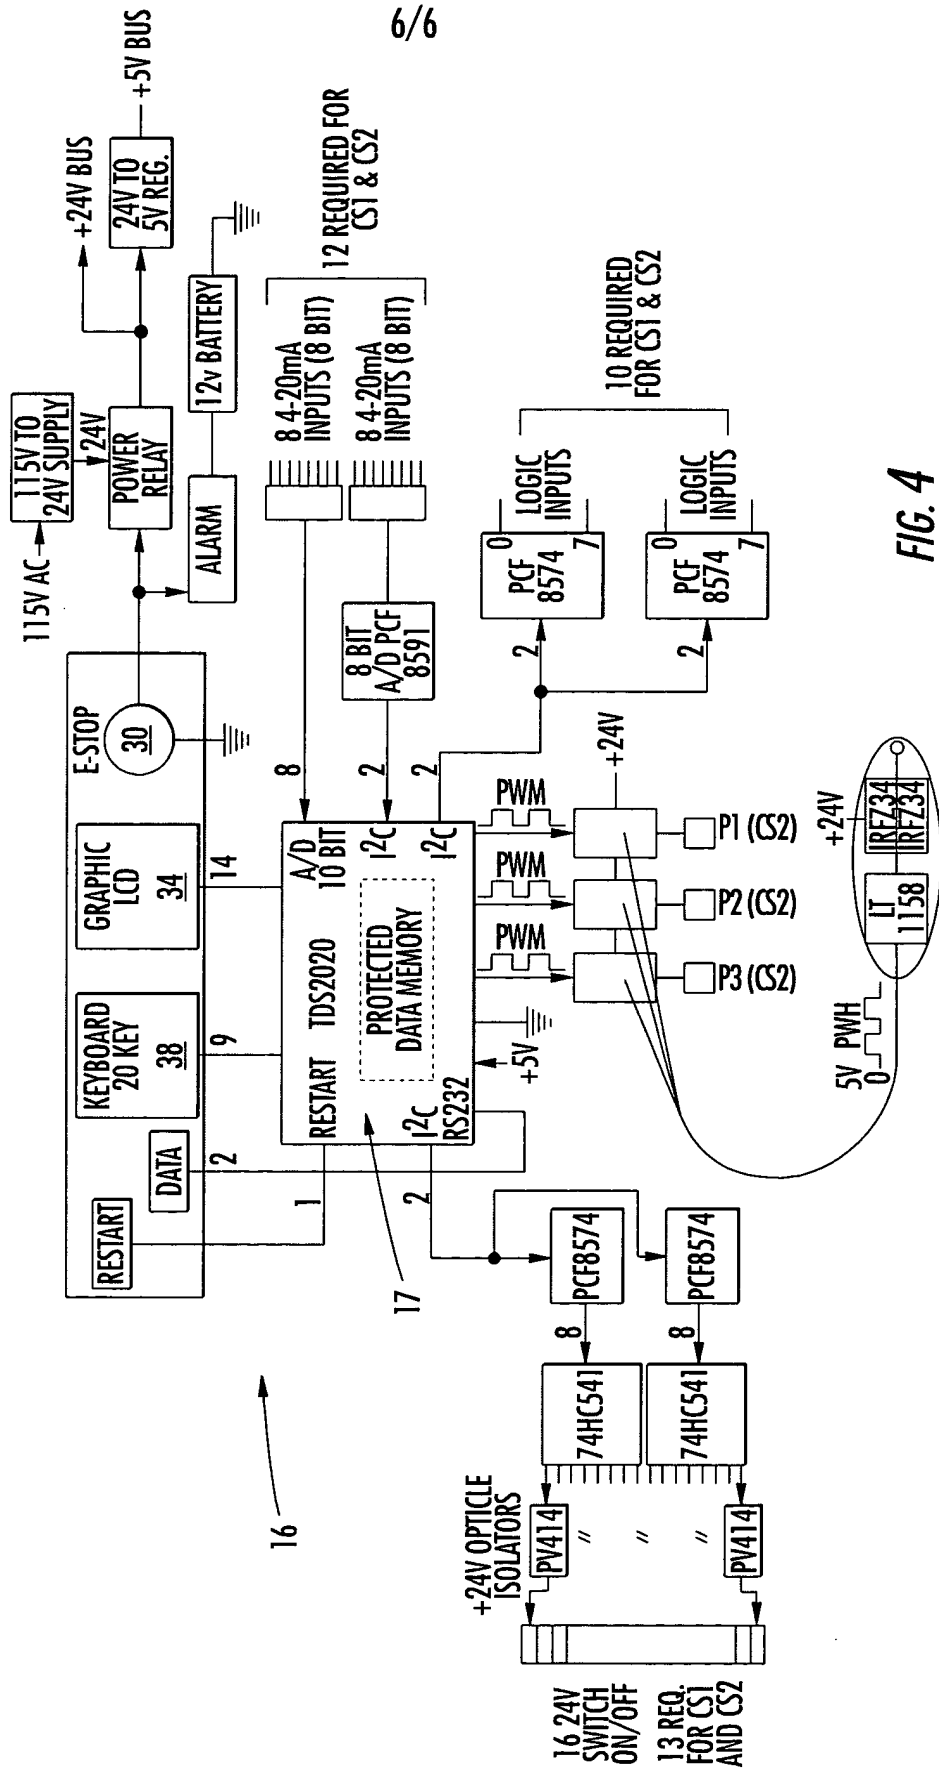 6/6
RESTART
DATA
2
KEYBOARD
20 KEY
38
9
GRAPHIC
LCD
34
14
E-STOP
30
115V AC
115V TO
24V SUPPLY
24V
POWER
RELAY
+24V BUS
24V TO
5V REG.
+5V BUS
ALARM
12v BATTERY
16
17
1
RESTART
TDS2020
A/D
10 BIT
I²C
I²C
PROTECTED
DATA MEMORY
I²C
RS232
8
8 4-20mA
INPUTS (8 BIT)
2
8 BIT
A/D PCF
8591
8 4-20mA
INPUTS (8 BIT)
12 REQUIRED FOR
CS1 & CS2
2
2
PCF
8574
0
7
LOGIC
INPUTS
2
PCF
8574
0
7
LOGIC
INPUTS
10 REQUIRED
FOR CS1 & CS2
+5V
PWM
PWM
PWM
+24V
P3 (CS2)
P2 (CS2)
P1 (CS2)
2
PCF8574
PCF8574
8
8
74HC541
74HC541
+24V OPTICLE
ISOLATORS
PV414
"
"
"
PV414
16 24V
SWITCH
ON/OFF
13 REQ.
FOR CS1
AND CS2
5V
0
PWH
LT
1158
+24V
IRFZ34
IRFZ34
FIG. 4